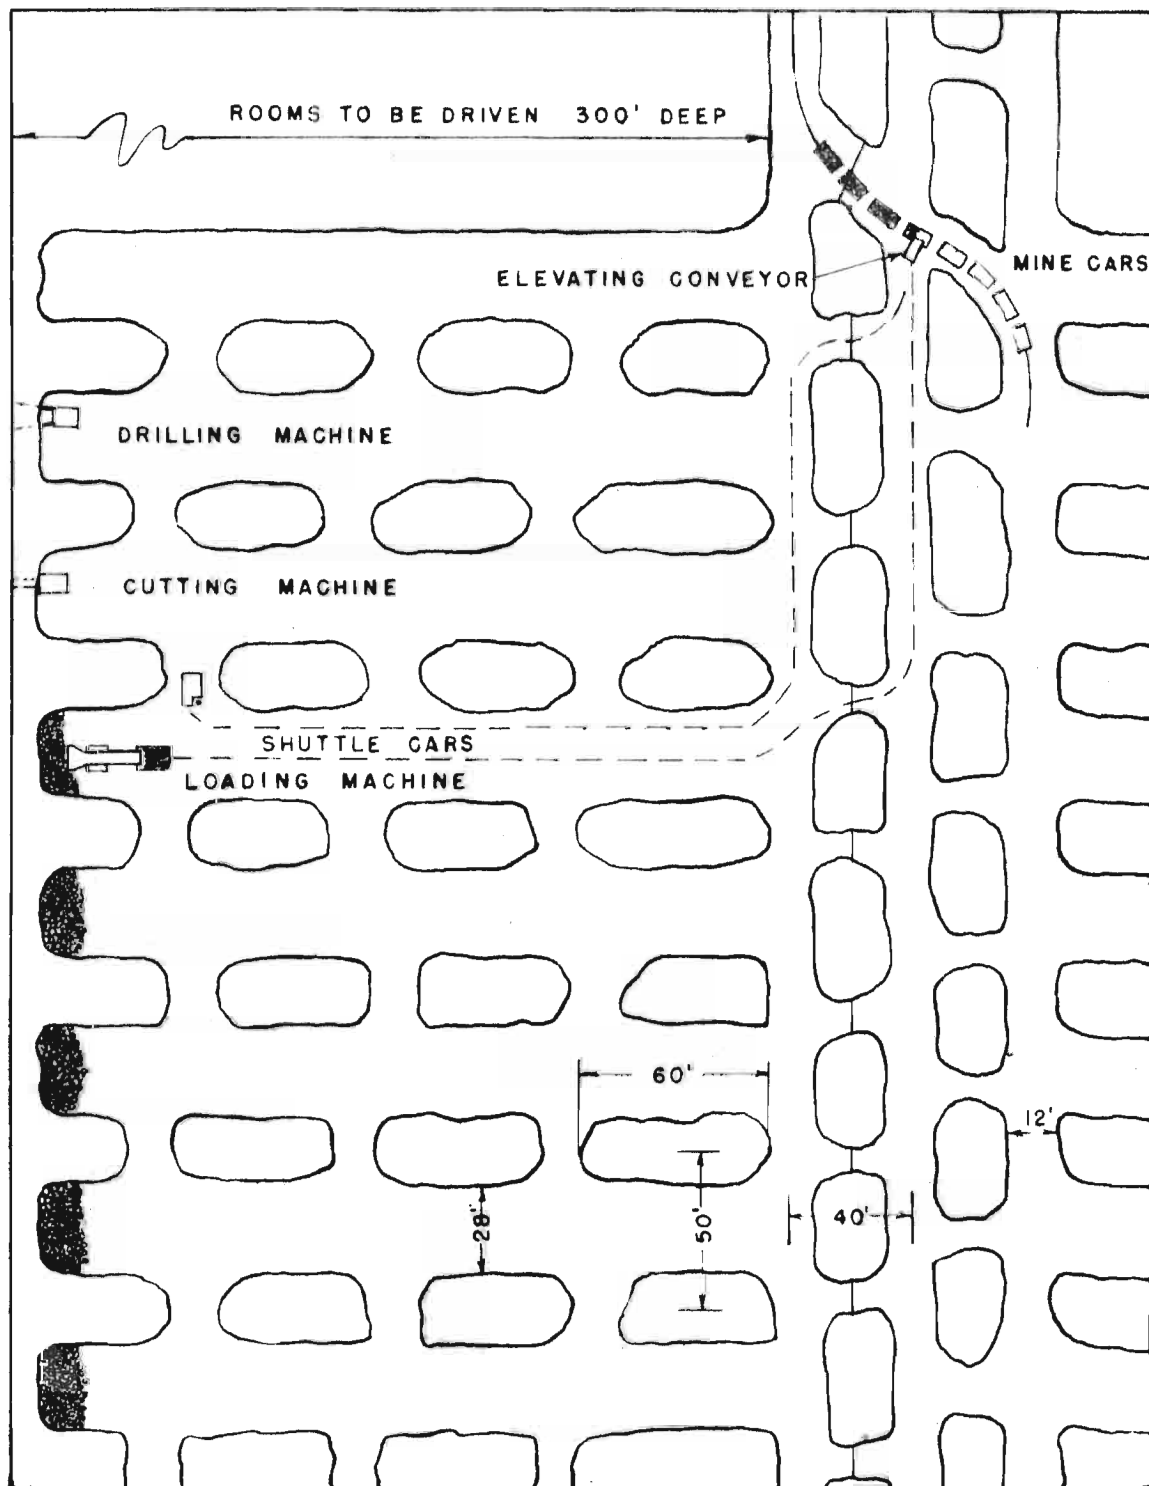 ROOMS TO BE DRIVEN 300' DEEP
MINE CARS
ELEVATING CONVEYOR
DRILLING MACHINE
CUTTING MACHINE
SHUTTLE CARS
LOADING MACHINE
60'
12'
28'
50'
40'